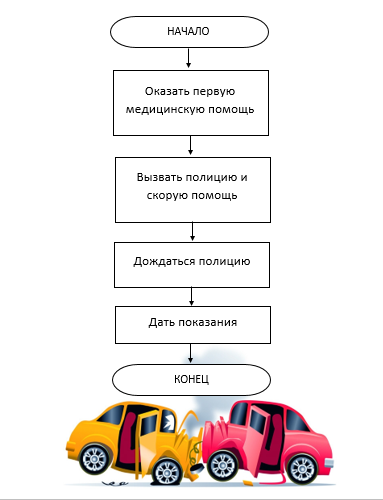 НАЧАЛО
Оказать первую
медицинскую помощь
Вызвать полицию и
скорую помощь
Дождаться полицию
Дать показания
КОНЕЦ